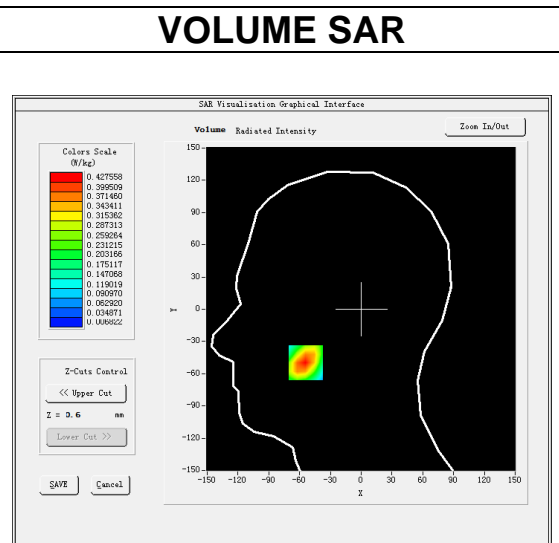 VOLUME SAR
SAR Visualisation Graphical Interface
Volume Radiated Intensity
Zoom In/Out
Colors Scale
(W/kg)
0.427558
0.399509
0.371460
0.343411
0.315362
0.287313
0.259264
0.231215
0.203166
0.175117
0.147068
0.119019
0.090970
0.062920
0.034871
0.006822
Z-Cuts Control
<< Upper Cut
Z = 0.6 mm
Lower Cut >>
SAVE Cancel
150
120
90
60
30
0
-30
-60
-90
-120
-150
Y
-150 -120 -90 -60 -30 0 30 60 90 120 150
X